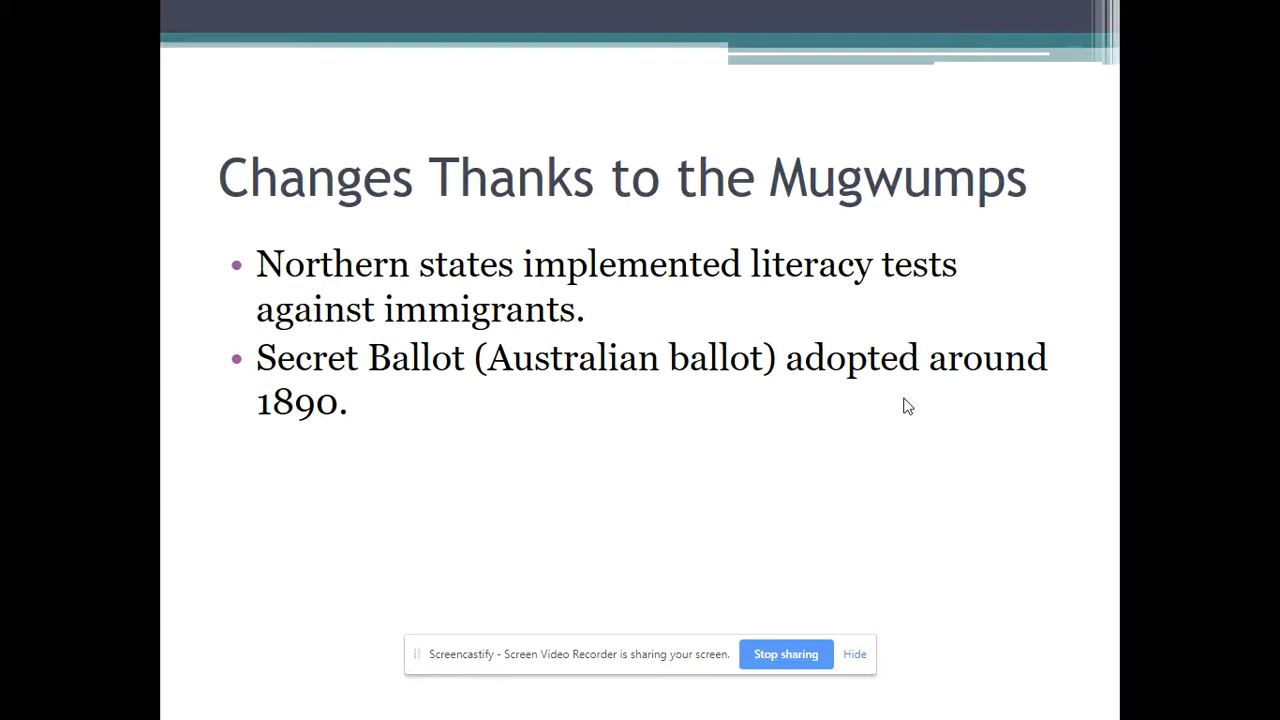 Changes Thanks to the Mugwumps
• Northern states implemented literacy tests
against immigrants.
• Secret Ballot (Australian ballot) adopted around
1890.
Screencastify - Screen Video Recorder is sharing your screen. Stop sharing Hide